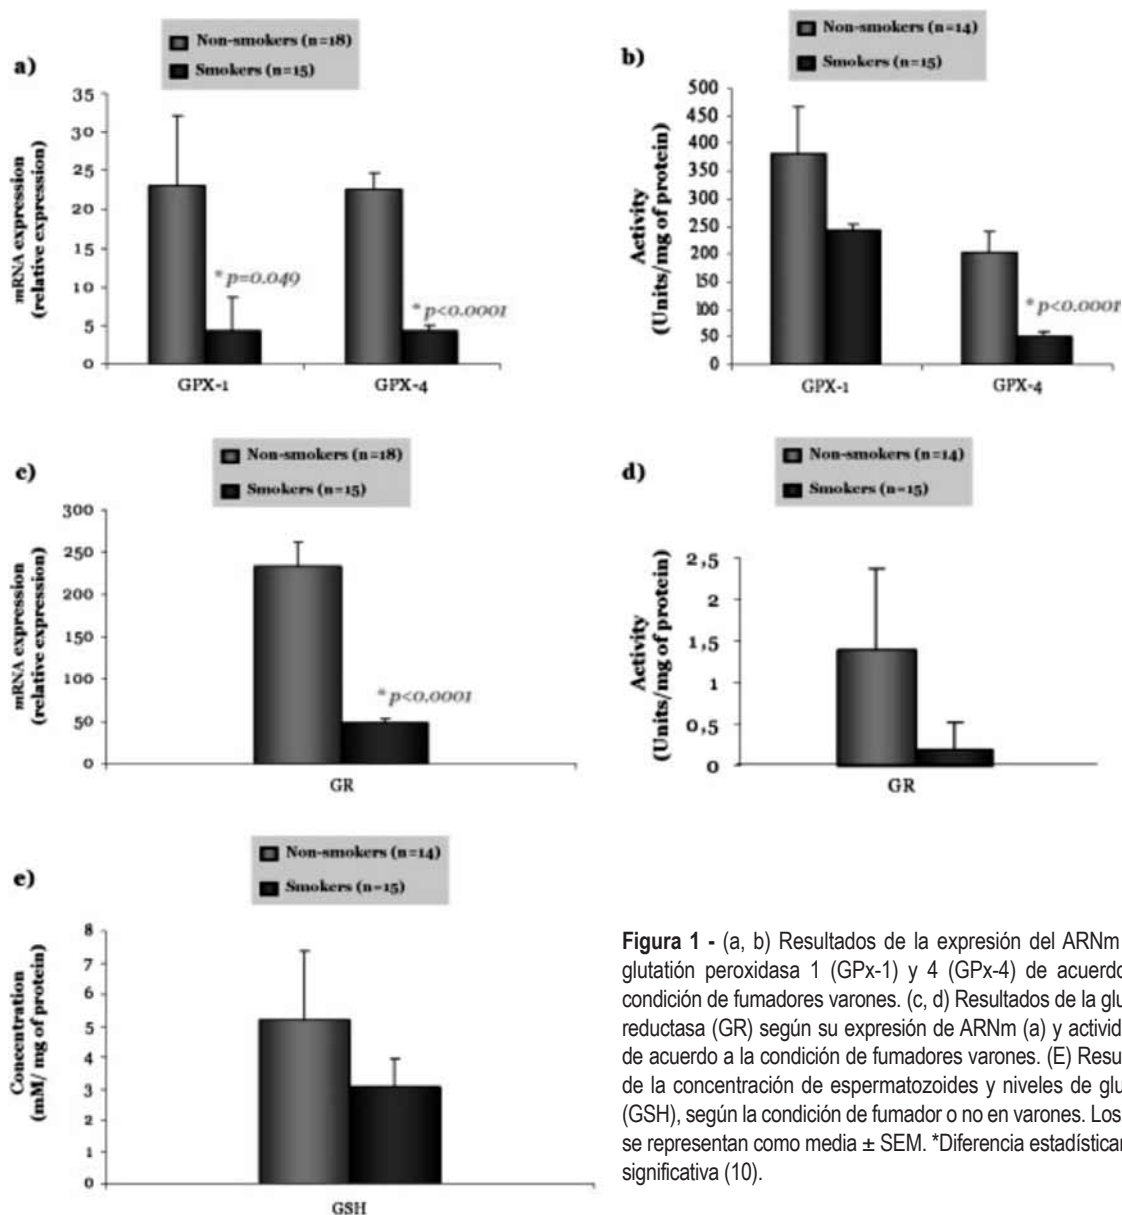 a)
Non-smokers (n=18)
Smokers (n=15)
mRNA expression
(relative expression)
35
30
25
20
15
10
5
0
* p=0.049
* p<0.0001
GPX-1
GPX-4
b)
Non-smokers (n=14)
Smokers (n=15)
Activity
(Units/mg of protein)
500
450
400
350
300
250
200
150
100
50
0
* p<0.0001
GPX-1
GPX-4
c)
Non-smokers (n=18)
Smokers (n=15)
mRNA expression
(relative expression)
300
250
200
150
100
50
0
* p<0.0001
GR
d)
Non-smokers (n=14)
Smokers (n=15)
Activity
(Units/mg of protein)
2,5
2
1,5
1
0,5
0
GR
e)
Non-smokers (n=14)
Smokers (n=15)
Concentration
(mM/ mg of protein)
8
7
6
5
4
3
2
1
0
GSH
Figura 1 - (a, b) Resultados de la expresión del ARNm
glutatión peroxidasa 1 (GPx-1) y 4 (GPx-4) de acuerdo
condición de fumadores varones. (c, d) Resultados de la glu
reductasa (GR) según su expresión de ARNm (a) y activid
de acuerdo a la condición de fumadores varones. (E) Resu
de la concentración de espermatozoides y niveles de glu
(GSH), según la condición de fumador o no en varones. Los
se representan como media ± SEM. *Diferencia estadística
significativa (10).